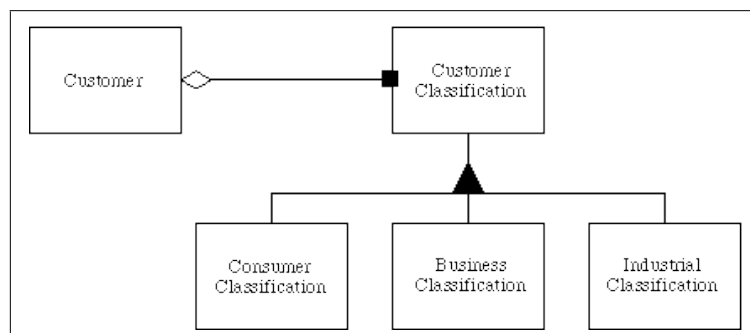 Customer
Customer
Classification
Consumer
Classification
Business
Classification
Industrial
Classification